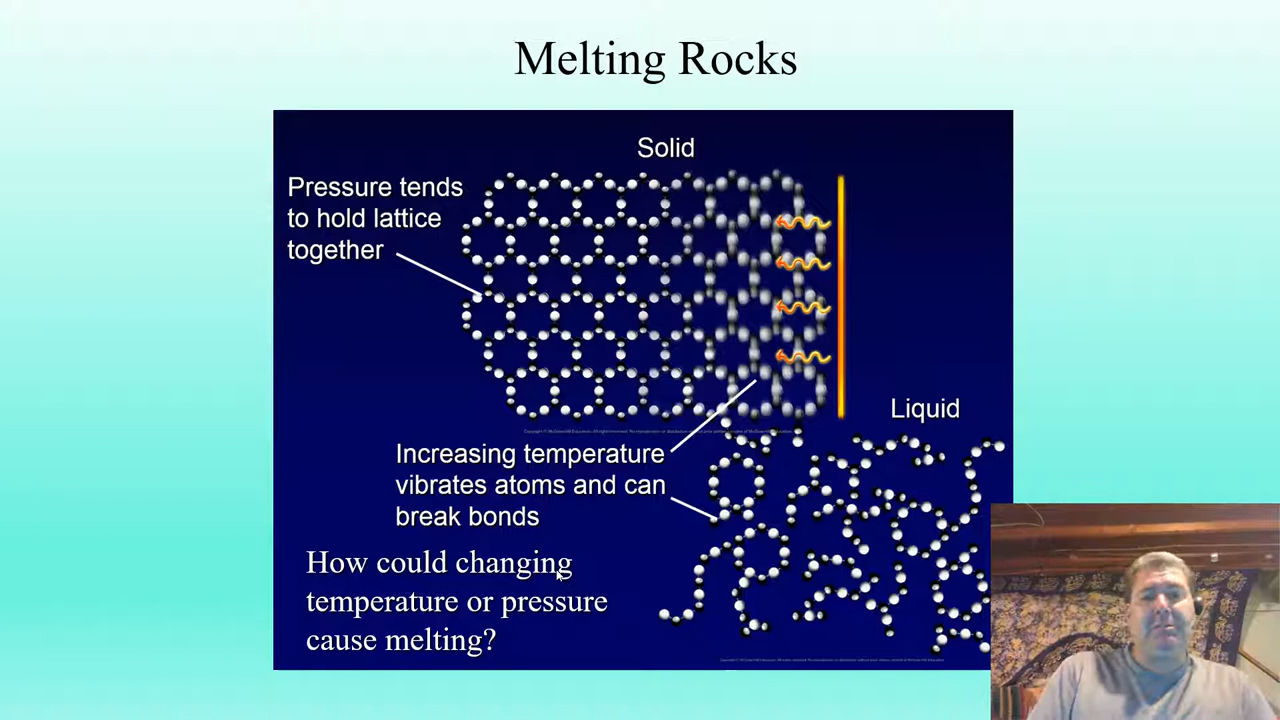 Melting Rocks
Solid
Pressure tends
to hold lattice
together
Liquid
Increasing temperature
vibrates atoms and can
break bonds
How could changing
temperature or pressure
cause melting?